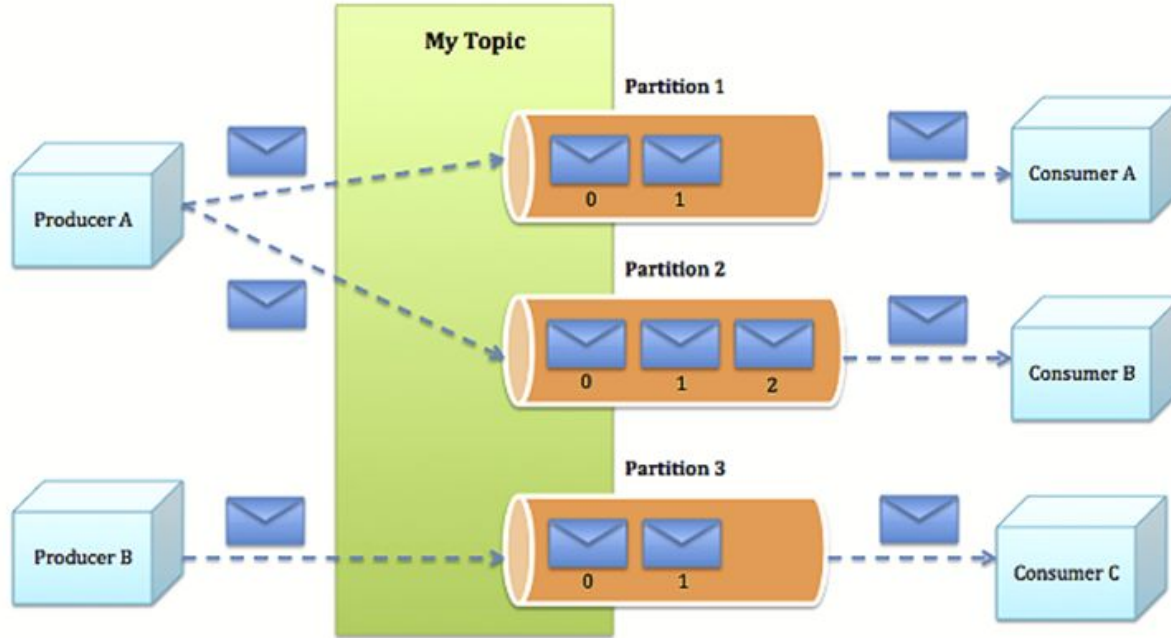 My Topic
Partition 1
Producer A
0 1
Consumer A
Partition 2
0 1 2
Consumer B
Partition 3
Producer B
0 1
Consumer C